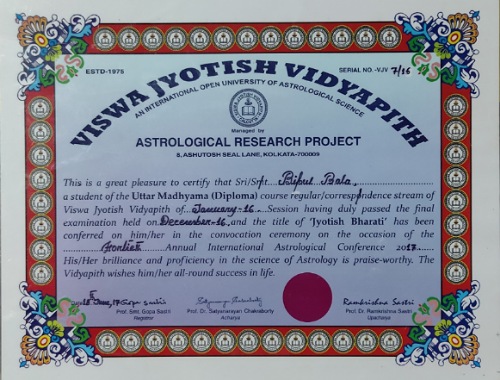 ESTD-1975
SERIAL NO.-VJV 7/16
VISWA JYOTISH VIDYAPITH
AN INTERNATIONAL OPEN UNIVERSITY OF ASTROLOGICAL SCIENCE
Managed by
ASTROLOGICAL RESEARCH PROJECT
8, ASHUTOSH SEAL LANE, KOLKATA-700009
This is a great pleasure to certify that Sri/Smt. Bipul Bala
a student of the Uttar Madhyama (Diploma) course regular/correspondence stream of
Viswa Jyotish Vidyapith of January-16 Session having duly passed the final
examination held on December-16 and the title of 'Jyotish Bharati' has been
conferred on him/her in the convocation ceremony on the occasion of the
Annual International Astrological Conference 2017
His/Her brilliance and proficiency in the science of Astrology is praise-worthy. The
Vidyapith wishes him/her all-round success in life.
Gopa Sastri
Satyanarayan Chakraborty
Ramkrishna Sastri
Prof. Smt. Gopa Sastri
Registrar
Prof. Dr. Satyanarayan Chakraborty
Acharya
Prof. Dr. Ramkrishna Sastri
Upacharya